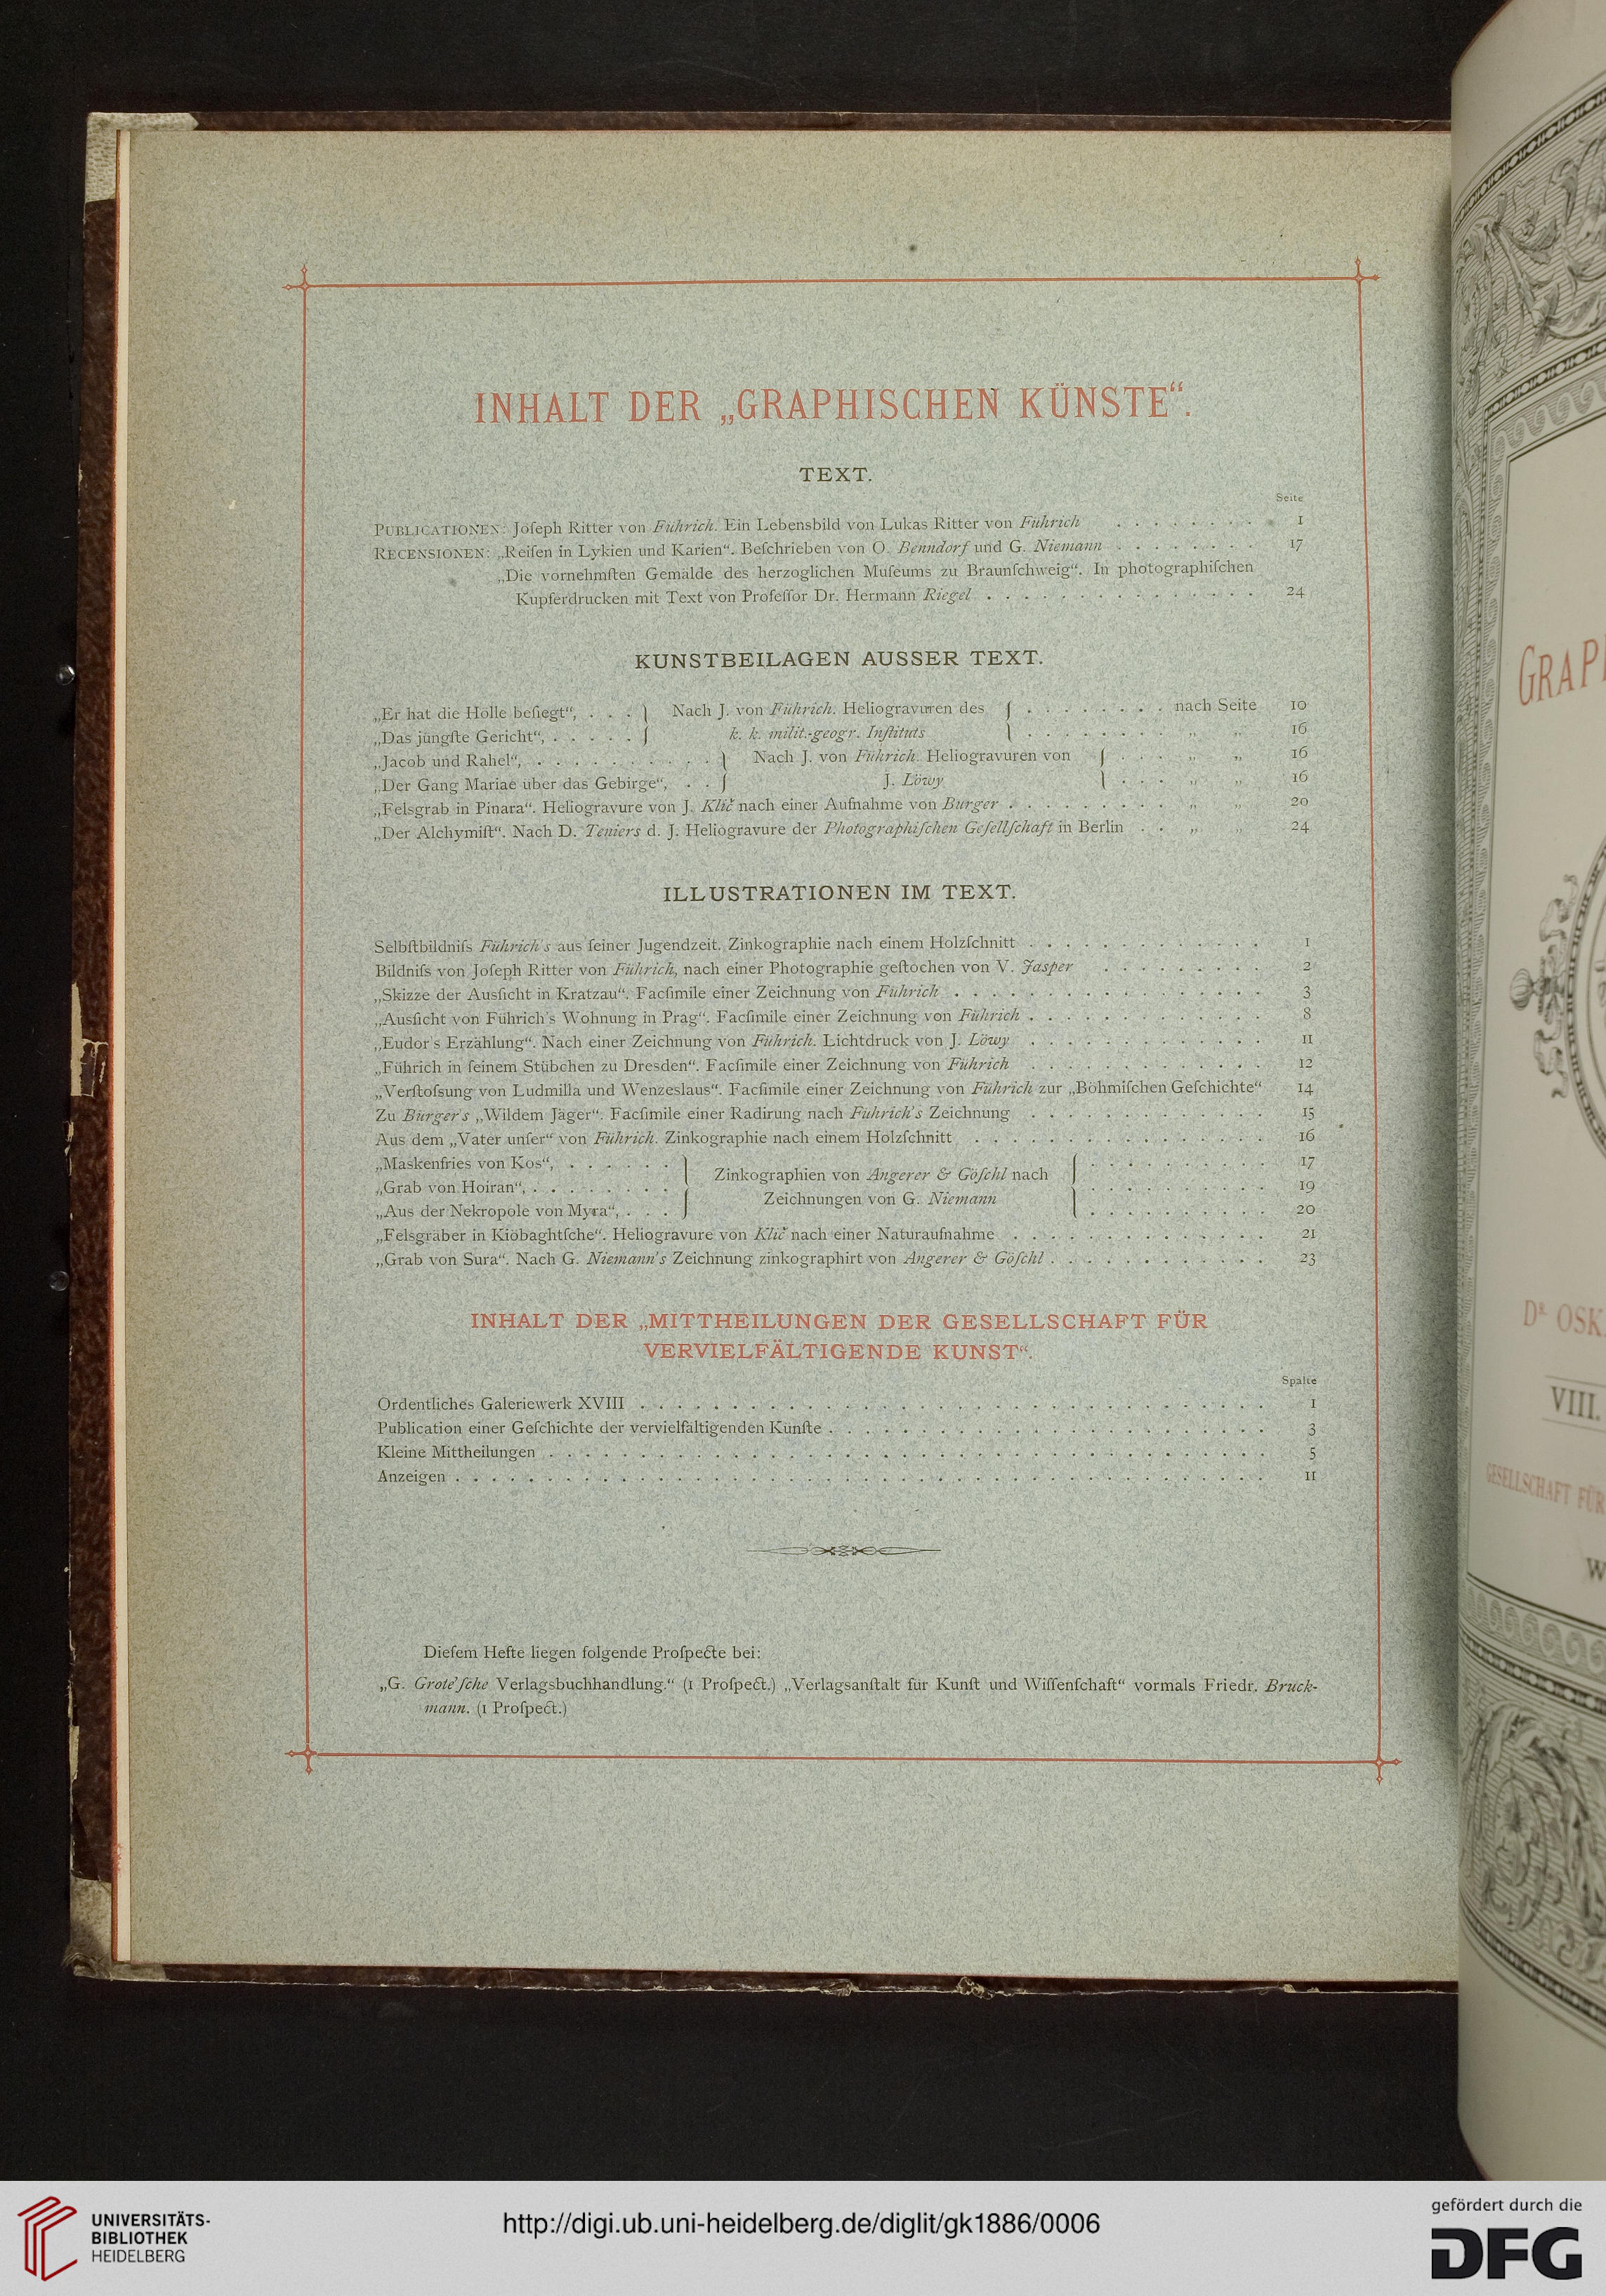 INHALT DER „GRAPHISCHEN KÜNSTE“.
TEXT.
Seite
PUBLICATIONEN: Joſeph Ritter von Führich. Ein Lebensbild von Lukas Ritter von Führich . . . . . . . . 1
RECENSIONEN: „Reiſen in Lykien und Karien“. Beſchrieben von O. Benndorf und G. Niemann . . . . . . . . 17
„Die vornehmſten Gemälde des herzoglichen Muſeums zu Braunſchweig“. In photographiſchen
Kupferdrucken mit Text von Profeſſor Dr. Hermann Riegel . . . . . . . . . . . . . . . 24
KUNSTBEILAGEN AUSSER TEXT.
„Er hat die Hölle beſiegt“, . . . } Nach J. von Führich. Heliogravuren des { . . . . . . . . nach Seite 10
„Das jüngſte Gericht“, . . . . . } k. k. milit.-geogr. Inſtituts { . . . . . . . . „ „ 16
„Jacob und Rahel“, . . . . . . . . . . } Nach J. von Führich. Heliogravuren von { . . . „ „ 16
„Der Gang Mariae über das Gebirge“, . . } J. Löwy { . . . „ „ 16
„Felsgrab in Pinara“. Heliogravure von J. Klič nach einer Aufnahme von Burger . . . . . . . . . „ „ 20
„Der Alchymiſt“. Nach D. Teniers d. J. Heliogravure der Photographiſchen Geſellſchaft in Berlin . . „ „ 24
ILLUSTRATIONEN IM TEXT.
Selbſtbildniſs Führich's aus ſeiner Jugendzeit. Zinkographie nach einem Holzſchnitt . . . . . . . . . . . . . 1
Bildniſs von Joſeph Ritter von Führich, nach einer Photographie geſtochen von V. Jasper . . . . . . . . . 2
„Skizze der Ausſicht in Kratzau“. Facſimile einer Zeichnung von Führich . . . . . . . . . . . . . . . . . 3
„Ausſicht von Führich's Wohnung in Prag“. Facſimile einer Zeichnung von Führich . . . . . . . . . . . . . 8
„Eudor's Erzählung“. Nach einer Zeichnung von Führich. Lichtdruck von J. Löwy . . . . . . . . . . . . . 11
„Führich in ſeinem Stübchen zu Dresden“. Facſimile einer Zeichnung von Führich . . . . . . . . . . . . . 12
„Verſtoſsung von Ludmilla und Wenzeslaus“. Facſimile einer Zeichnung von Führich zur „Böhmiſchen Geſchichte“ 14
Zu Bürger's „Wildem Jäger“. Facſimile einer Radirung nach Führich's Zeichnung . . . . . . . . . . . . . 15
Aus dem „Vater unſer“ von Führich. Zinkographie nach einem Holzſchnitt . . . . . . . . . . . . . . . . 16
„Maskenfries von Kos“, . . . . . . } Zinkographien von Angerer & Göſchl nach { . . . . . . . . . . 17
„Grab von Hoiran“, . . . . . . . . } Zeichnungen von G. Niemann { . . . . . . . . . . 19
„Aus der Nekropole von Myra“, . . . } { . . . . . . . . . . 20
„Felsgräber in Kiöbaghtſche“. Heliogravure von Klič nach einer Naturaufnahme . . . . . . . . . . . . . . 21
„Grab von Sura“. Nach G. Niemann's Zeichnung zinkographirt von Angerer & Göſchl . . . . . . . . . . . . 23
INHALT DER „MITTHEILUNGEN DER GESELLSCHAFT FÜR
VERVIELFÄLTIGENDE KUNST“.
Spalte
Ordentliches Galeriewerk XVIII . . . . . . . . . . . . . . . . . . . . . . . . . . . . . . . . . . 1
Publication einer Geſchichte der vervielfältigenden Künſte . . . . . . . . . . . . . . . . . . . . . . . . 3
Kleine Mittheilungen . . . . . . . . . . . . . . . . . . . . . . . . . . . . . . . . . . . . . . . 5
Anzeigen . . . . . . . . . . . . . . . . . . . . . . . . . . . . . . . . . . . . . . . . . . . . 11
Dieſem Hefte liegen folgende Proſpecte bei:
„G. Grote'ſche Verlagsbuchhandlung.“ (1 Proſpect.) „Verlagsanſtalt für Kunſt und Wiſſenſchaft“ vormals Friedr. Bruck-
mann. (1 Proſpect.)
GRAP
DR. OSK
VIII.
GESELLSCHAFT FÜR
W
UNIVERSITÄTS-
BIBLIOTHEK
HEIDELBERG
http://digi.ub.uni-heidelberg.de/diglit/gk1886/0006
gefördert durch die
DFG